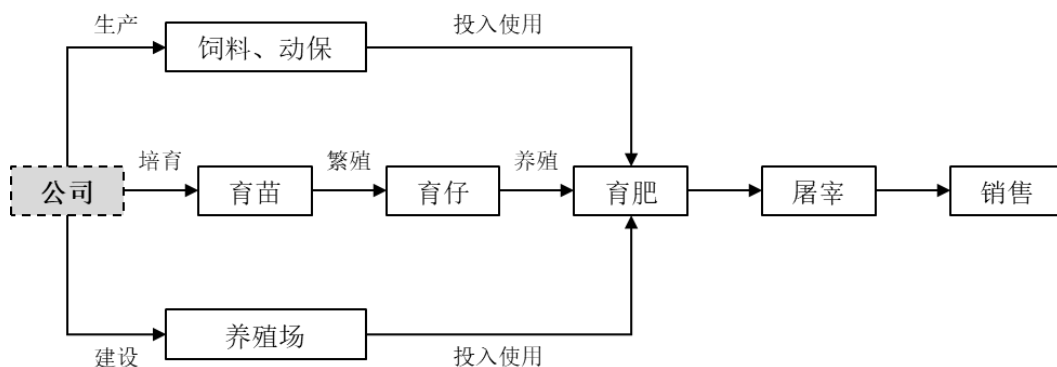 生产
饲料、动保
投入使用
公司
培育
育苗
繁殖
育仔
养殖
育肥
屠宰
销售
建设
养殖场
投入使用